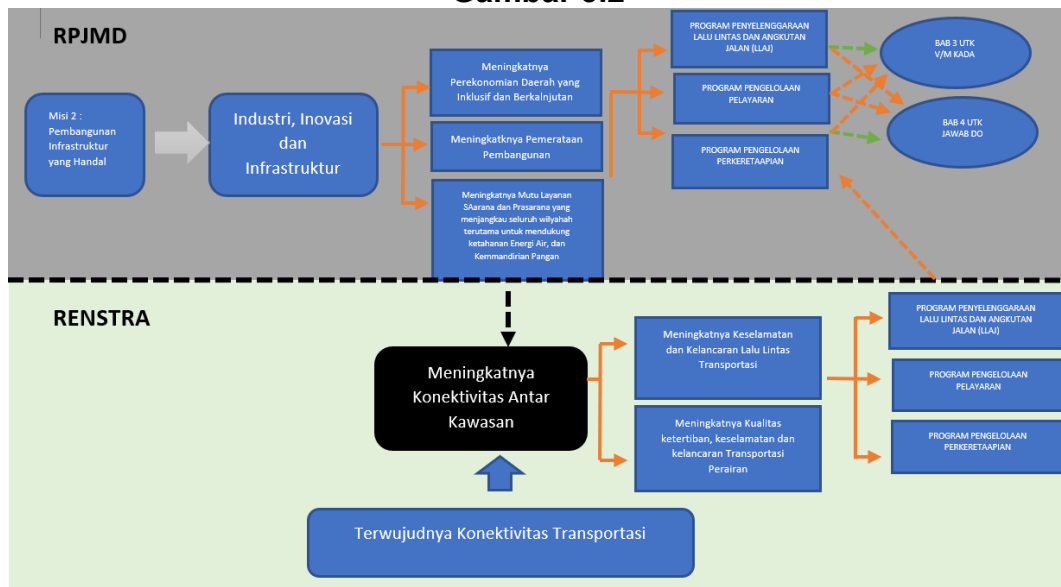 RPJMD
Misi 2 :
Pembangunan
Infrastruktur
yang Handal
Industri, Inovasi
dan
Infrastruktur
Meningkatnya
Perekonomian Daerah yang
Inklusif dan Berkalnjutan
Meningkatknya Pemerataan
Pembangunan
Meningkatnya Mutu Layanan
SAarana dan Prasarana yang
menjangkau seluruh wilyahah
terutama untuk mendukung
ketahanan Energi Air, dan
Kemmandirian Pangan
PROGRAM PENYELENGGARAAN
LALU LINTAS DAN ANGKUTAN
JALAN (LLAJ)
PROGRAM PENGELOLAAN
PELAYARAN
PROGRAM PENGELOLAAN
PERKERETAAPIAN
BAB 3 UTK
V/M KADA
BAB 4 UTK
JAWAB DO
RENSTRA
Meningkatnya
Konektivitas Antar
Kawasan
Terwujudnya Konektivitas Transportasi
Meningkatnya Keselamatan
dan Kelancaran Lalu Lintas
Transportasi
Meningkatnya Kualitas
ketertiban, keselamatan dan
kelancaran Transportasi
Perairan
PROGRAM PENYELENGGARAAN
LALU LINTAS DAN ANGKUTAN
JALAN (LLAJ)
PROGRAM PENGELOLAAN
PELAYARAN
PROGRAM PENGELOLAAN
PERKERETAAPIAN